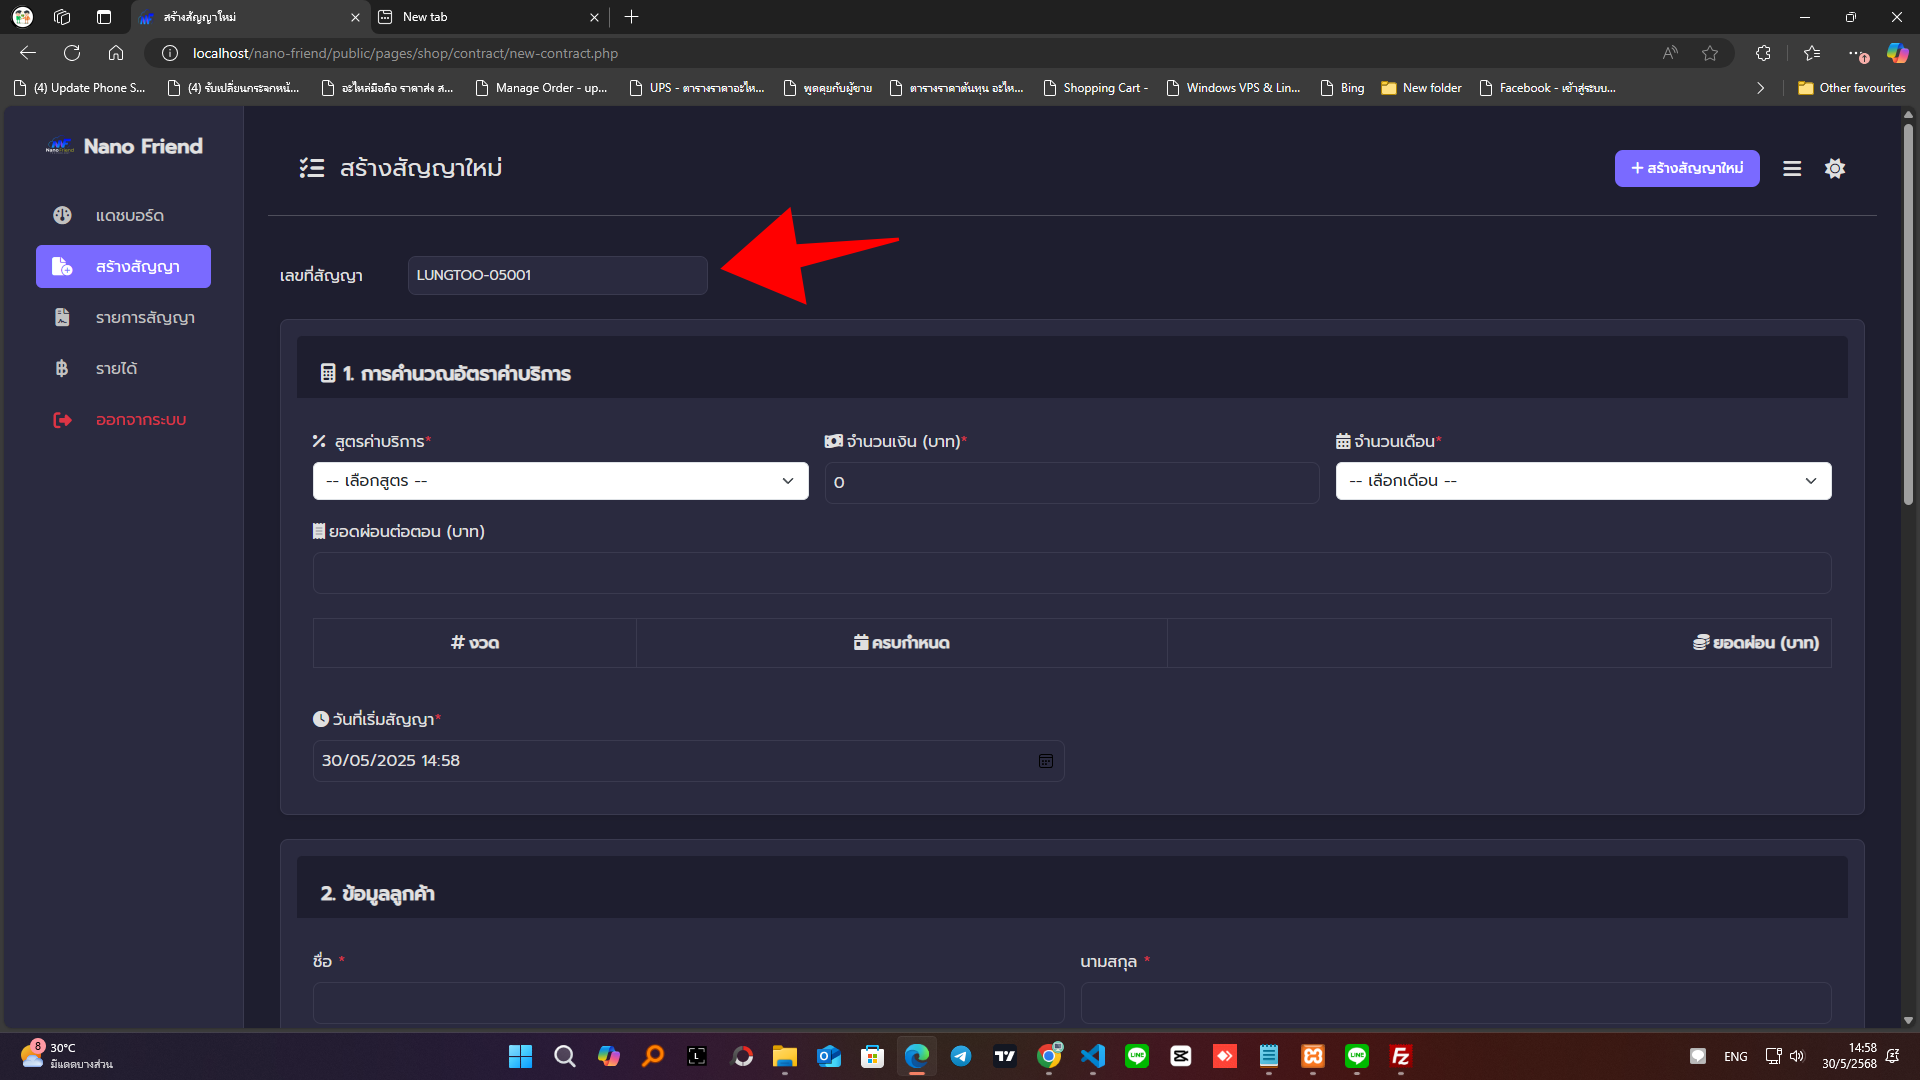 สร้างสัญญาใหม่
New tab
localhost/nano-friend/public/pages/shop/contract/new-contract.php
(4) Update Phone S...
(4) รับเปลี่ยนกระจกหน้...
อะไหล่มือถือ ราคาส่ง ส...
Manage Order - up...
UPS - ตารางราคาอะไห...
พูดคุยกับผู้ขาย
ตารางราคาต้นทุน อะไห...
Shopping Cart -
Windows VPS & Lin...
Bing
New folder
Facebook - เข้าสู่ระบบ...
Other favourites
Nano Friend
แดชบอร์ด
สร้างสัญญา
รายการสัญญา
รายได้
ออกจากระบบ
สร้างสัญญาใหม่
+ สร้างสัญญาใหม่
เลขที่สัญญา
LUNGTOO-05001
1. การคำนวณอัตราค่าบริการ
สูตรค่าบริการ*
จำนวนเงิน (บาท)*
จำนวนเดือน*
-- เลือกสูตร --
0
-- เลือกเดือน --
ยอดผ่อนต่อตอน (บาท)
# งวด
ครบกำหนด
ยอดผ่อน (บาท)
วันที่เริ่มสัญญา*
30/05/2025 14:58
2. ข้อมูลลูกค้า
ชื่อ *
นามสกุล *
8
30°C
มีแดดบางส่วน
ENG
14:58
30/5/2568